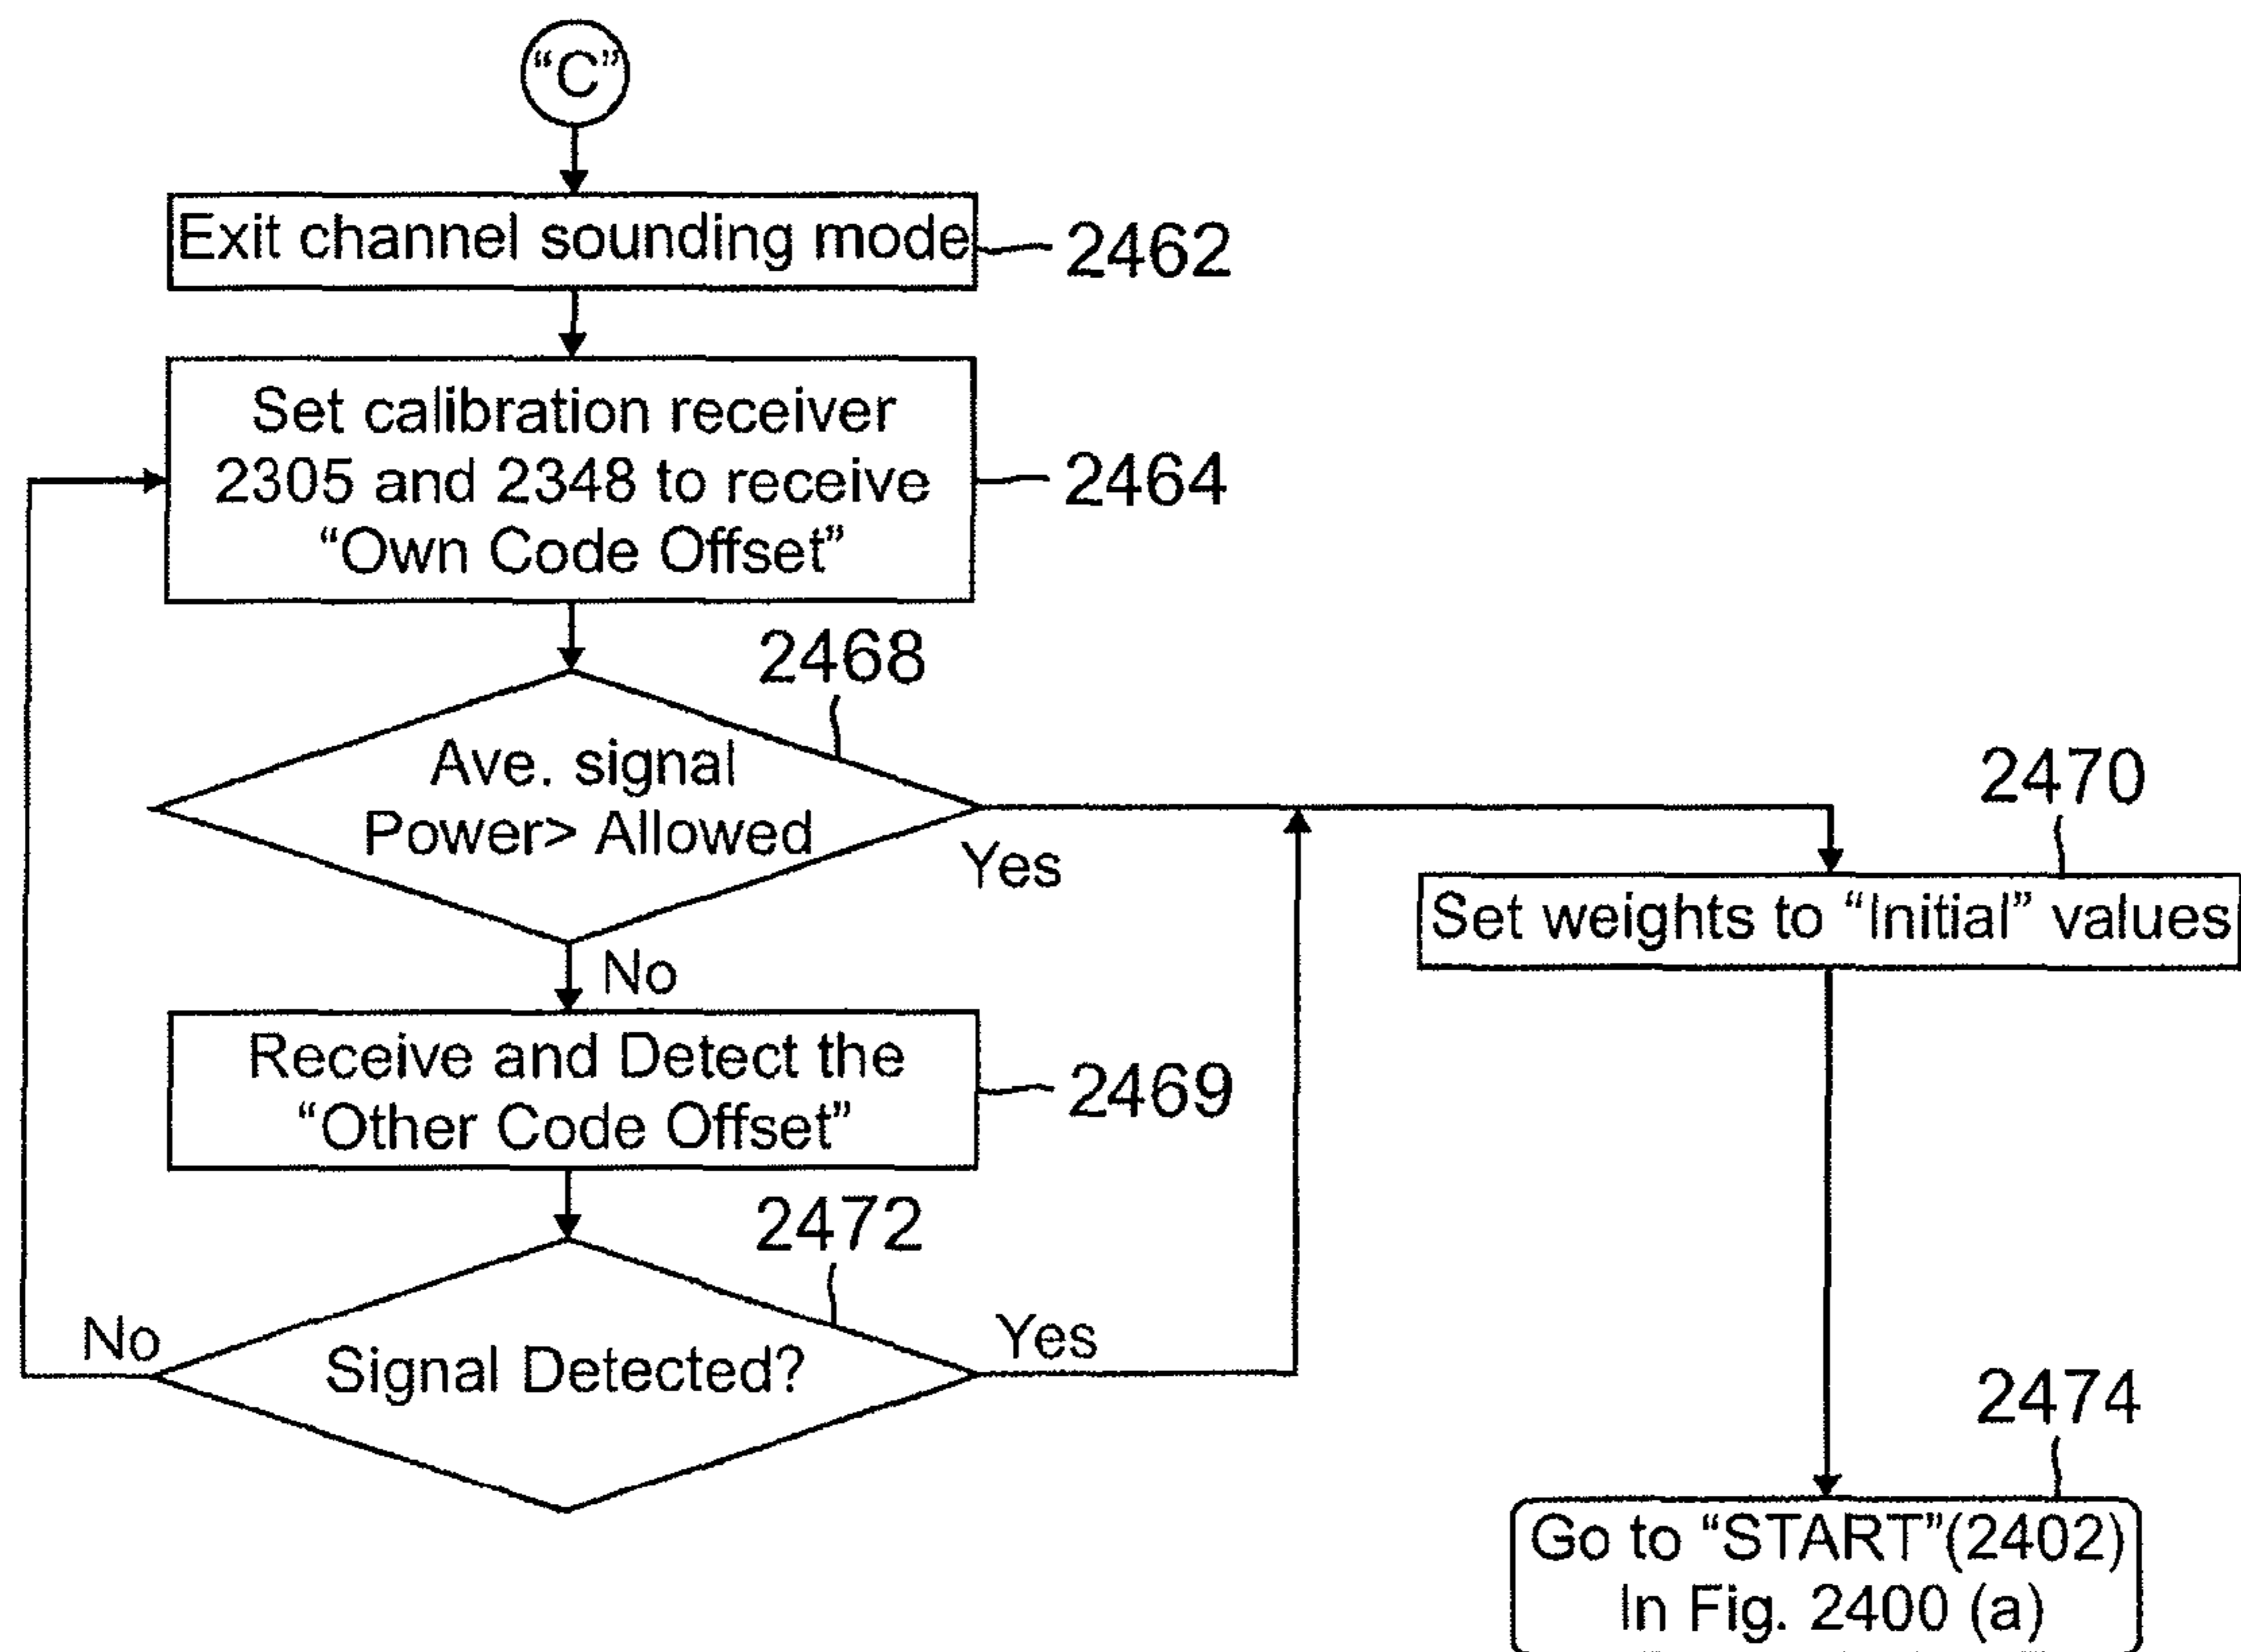 “C”
Exit channel sounding mode
2462
Set calibration receiver
2305 and 2348 to receive
“Own Code Offset”
2464
2468
Ave. signal
Power> Allowed
Yes
No
2470
Set weights to “Initial” values
Receive and Detect the
“Other Code Offset”
2469
2472
Signal Detected?
No
Yes
2474
Go to “START”(2402)
In Fig. 2400 (a)